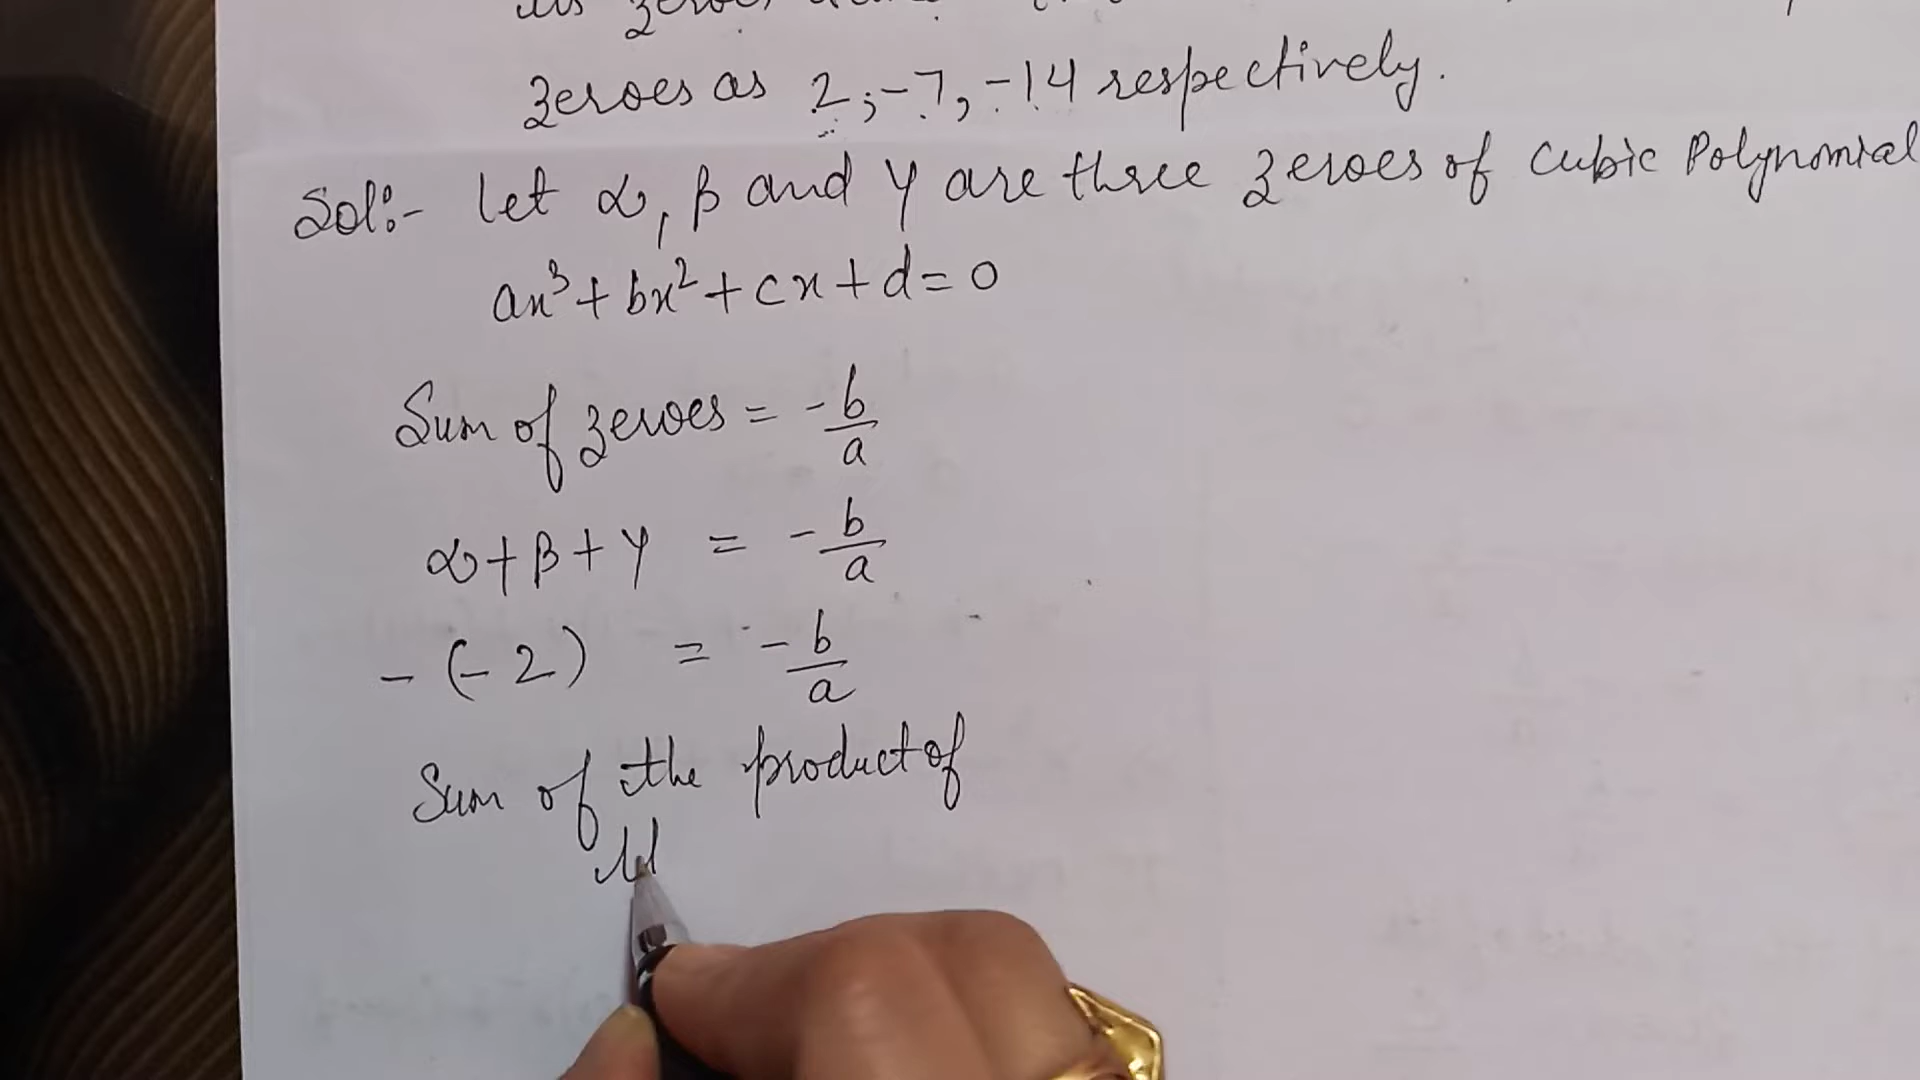 zeroes as 2, -7, -14 respectively.
Sol:- let α, β and γ are three zeroes of cubic Polynomial
ax³ + bx² + cx + d = 0
Sum of zeroes = -b/a
α + β + γ = -b/a
- (-2) = -b/a
Sum of the product of